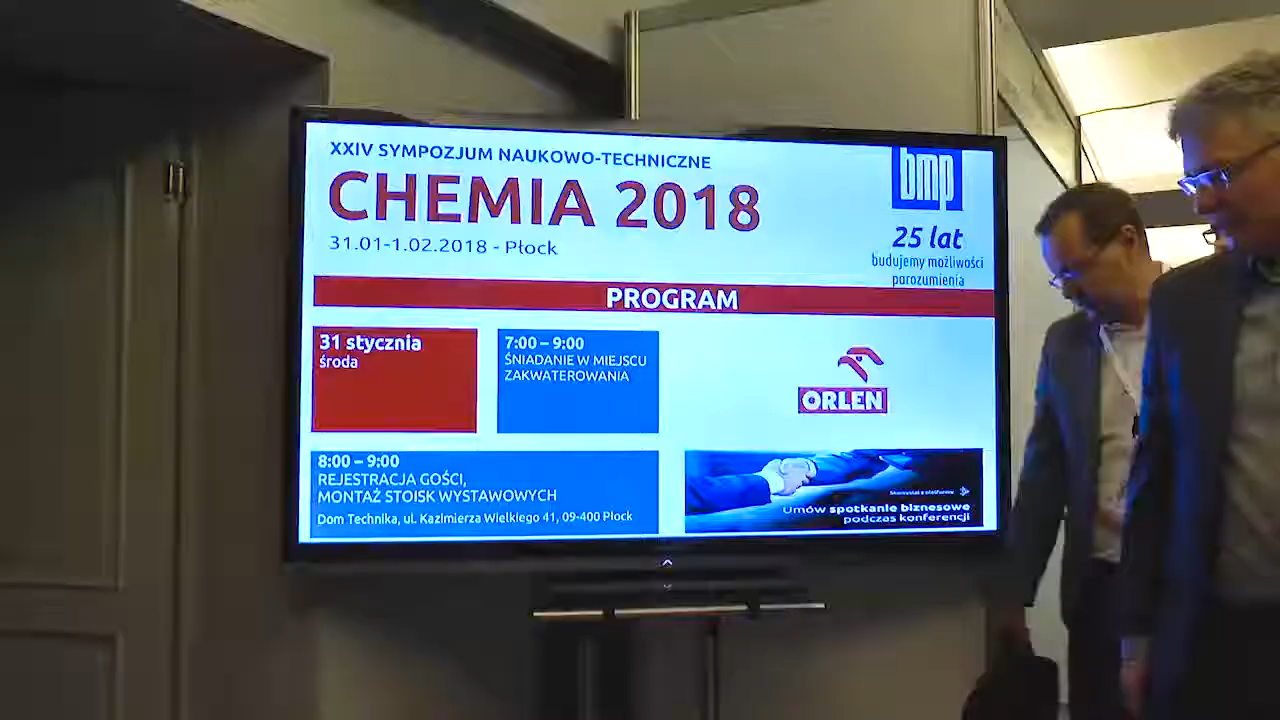 XXIV SYMPOZJUM NAUKOWO-TECHNICZNE
CHEMIA 2018
31.01-1.02.2018 - Płock
bmp
25 lat
budujemy możliwości
porozumienia
PROGRAM
31 stycznia
środa
7:00 – 9:00
ŚNIADANIE W MIEJSCU
ZAKWATEROWANIA
ORLEN
8:00 – 9:00
REJESTRACJA GOŚCI,
MONTAŻ STOISK WYSTAWOWYCH
Dom Technika, ul. Kazimierza Wielkiego 41, 09-400 Płock
Skorzystaj z platformy
Umów spotkanie biznesowe
podczas konferencji